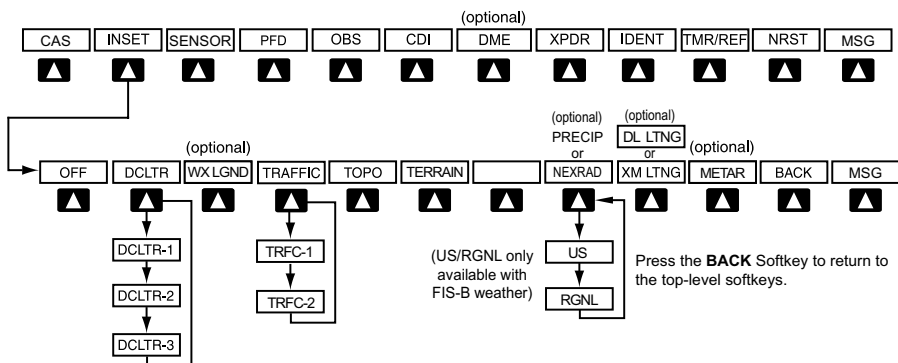 (optional)
CAS INSET SENSOR PFD OBS CDI DME XPDR IDENT TMR/REF NRST MSG
(optional) (optional)
PRECIP DL LTNG
(optional) or or (optional)
OFF DCLTR WX LGND TRAFFIC TOPO TERRAIN NEXRAD XM LTNG METAR BACK MSG
DCLTR-1 TRFC-1 (US/RGNL only US Press the BACK Softkey to return to
available with the top-level softkeys.
DCLTR-2 TRFC-2 FIS-B weather) RGNL
DCLTR-3